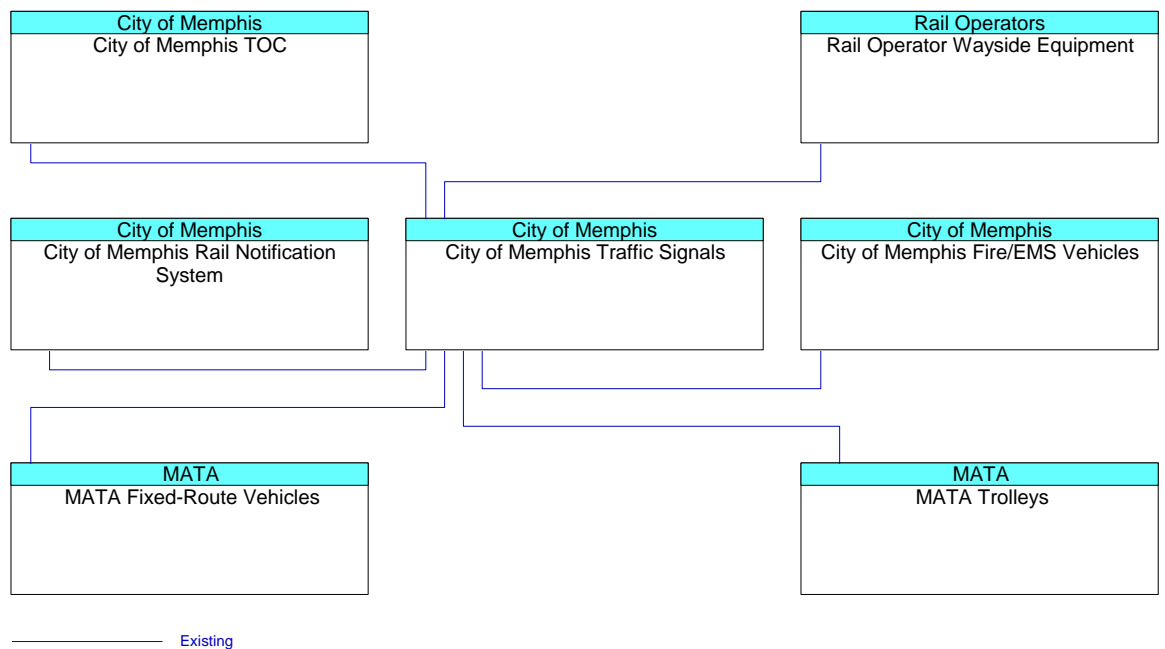 City of Memphis
City of Memphis TOC
Rail Operators
Rail Operator Wayside Equipment
City of Memphis
City of Memphis Rail Notification
System
City of Memphis
City of Memphis Traffic Signals
City of Memphis
City of Memphis Fire/EMS Vehicles
MATA
MATA Fixed-Route Vehicles
MATA
MATA Trolleys
Existing